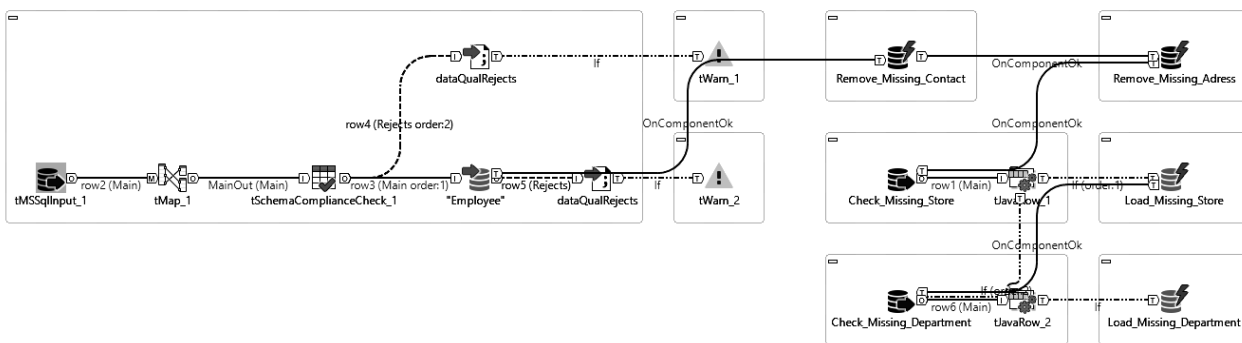 dataQualRejects
If
tWarn_1
Remove_Missing_Contact
OnComponentOk
Remove_Missing_Adress
row4 (Rejects order:2)
OnComponentOk
OnComponentOk
row2 (Main)
MainOut (Main)
row3 (Main order:1)
row5 (Rejects)
If
row1 (Main)
If (order:1)
tMSSqlInput_1
tMap_1
tSchemaComplianceCheck_1
"Employee"
dataQualRejects
tWarn_2
Check_Missing_Store
tJavaRow_1
Load_Missing_Store
OnComponentOk
row6 (Main)
If
Check_Missing_Department
tJavaRow_2
Load_Missing_Department